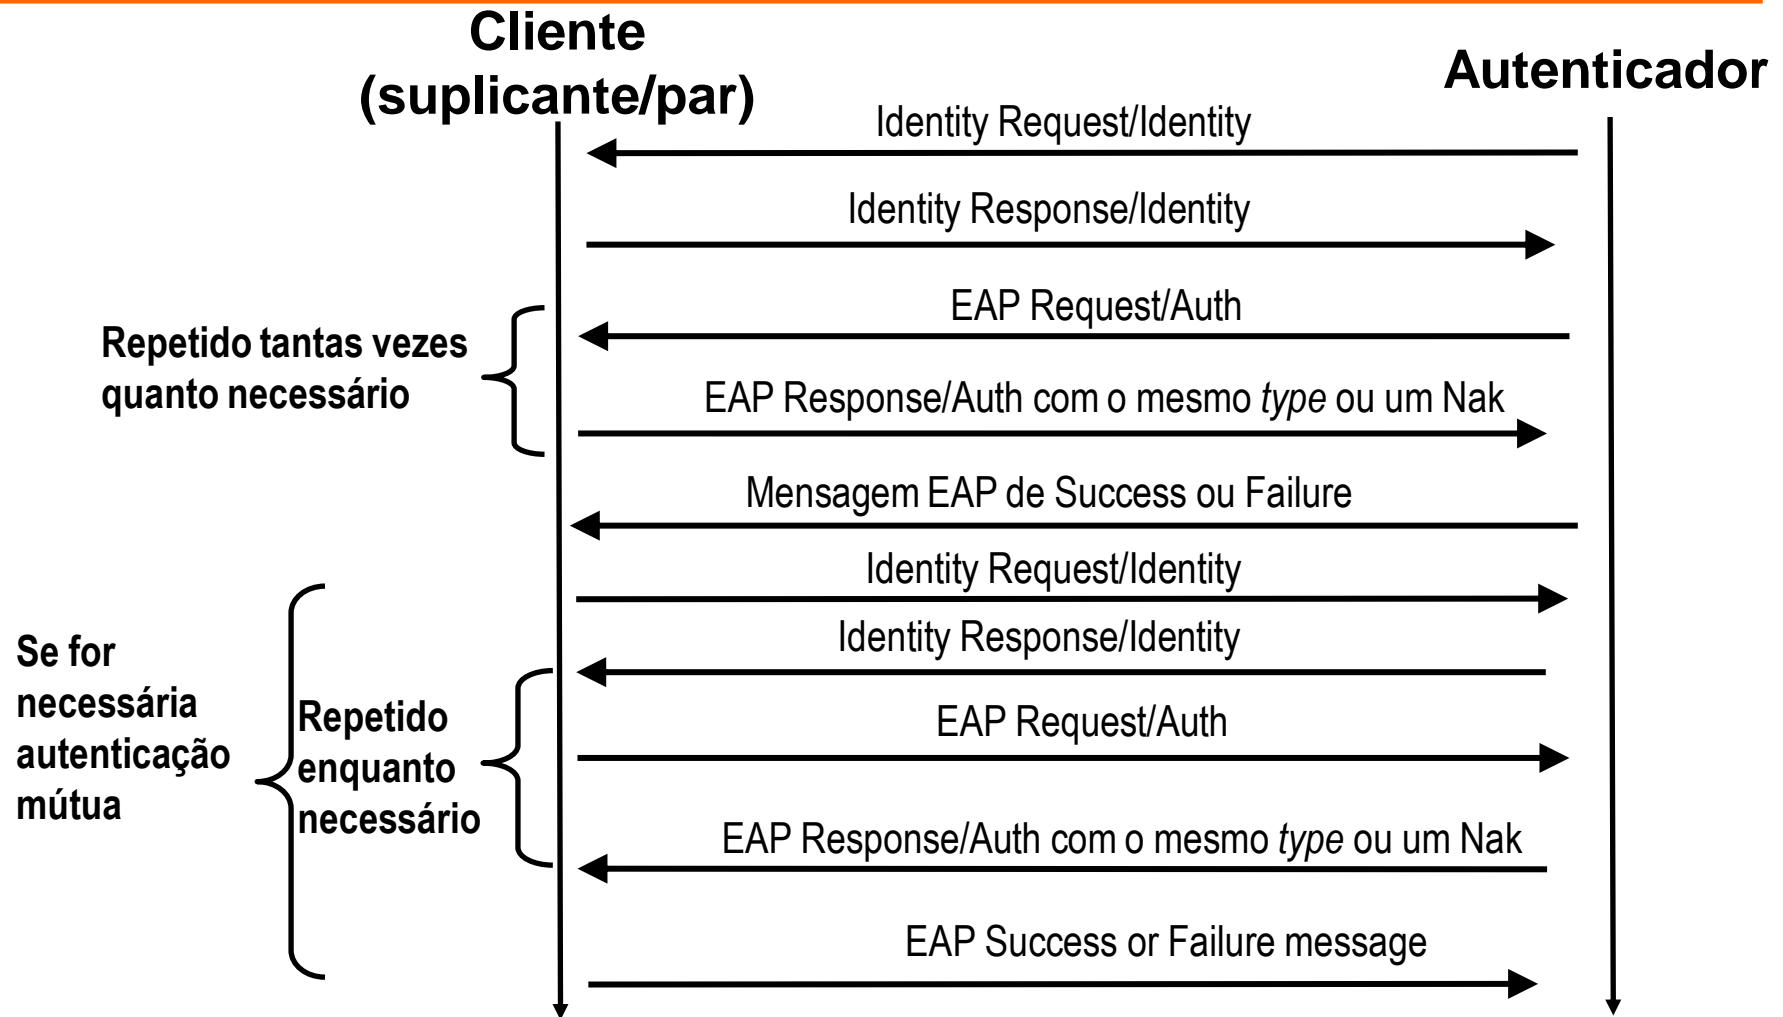 Cliente
(suplicante/par)
Autenticador
Identity Request/Identity
Identity Response/Identity
EAP Request/Auth
Repetido tantas vezes
quanto necessário
EAP Response/Auth com o mesmo type ou um Nak
Mensagem EAP de Success ou Failure
Identity Request/Identity
Identity Response/Identity
Se for
necessária
autenticação
mútua
Repetido
enquanto
necessário
EAP Request/Auth
EAP Response/Auth com o mesmo type ou um Nak
EAP Success or Failure message